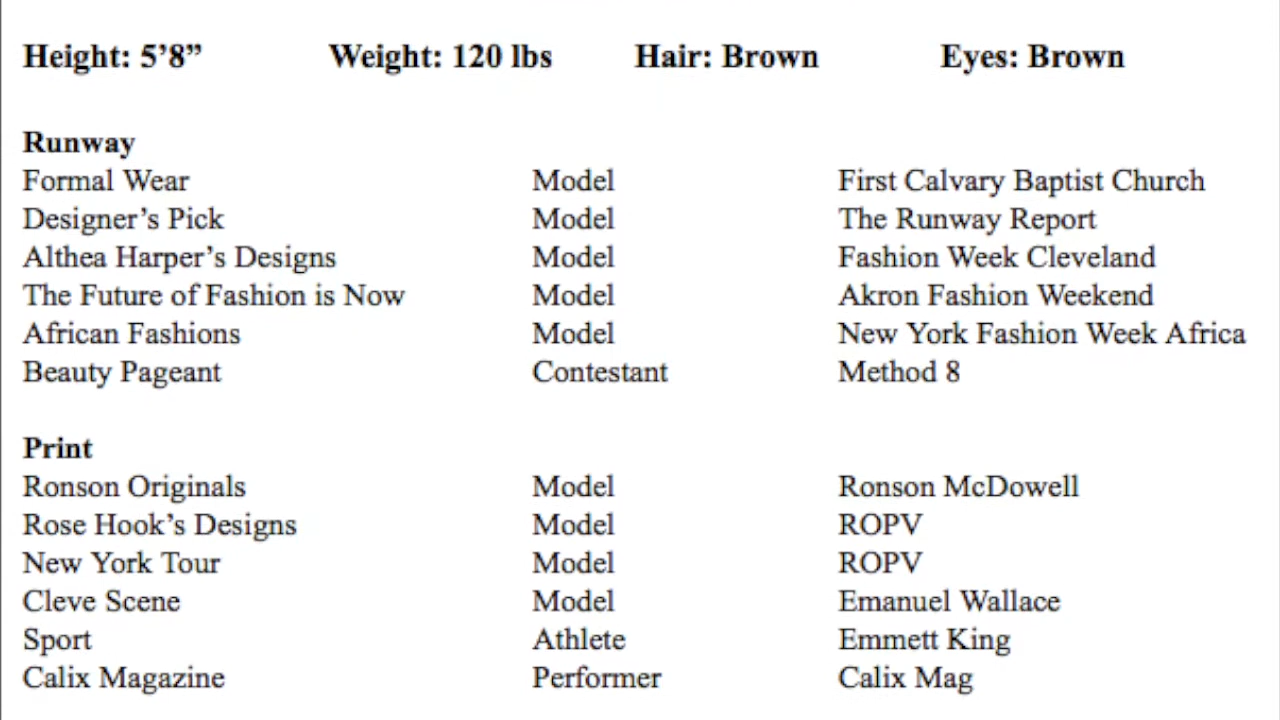 Height: 5’8” Weight: 120 lbs Hair: Brown Eyes: Brown
Runway
Formal Wear Model First Calvary Baptist Church
Designer’s Pick Model The Runway Report
Althea Harper’s Designs Model Fashion Week Cleveland
The Future of Fashion is Now Model Akron Fashion Weekend
African Fashions Model New York Fashion Week Africa
Beauty Pageant Contestant Method 8
Print
Ronson Originals Model Ronson McDowell
Rose Hook’s Designs Model ROPV
New York Tour Model ROPV
Cleve Scene Model Emanuel Wallace
Sport Athlete Emmett King
Calix Magazine Performer Calix Mag